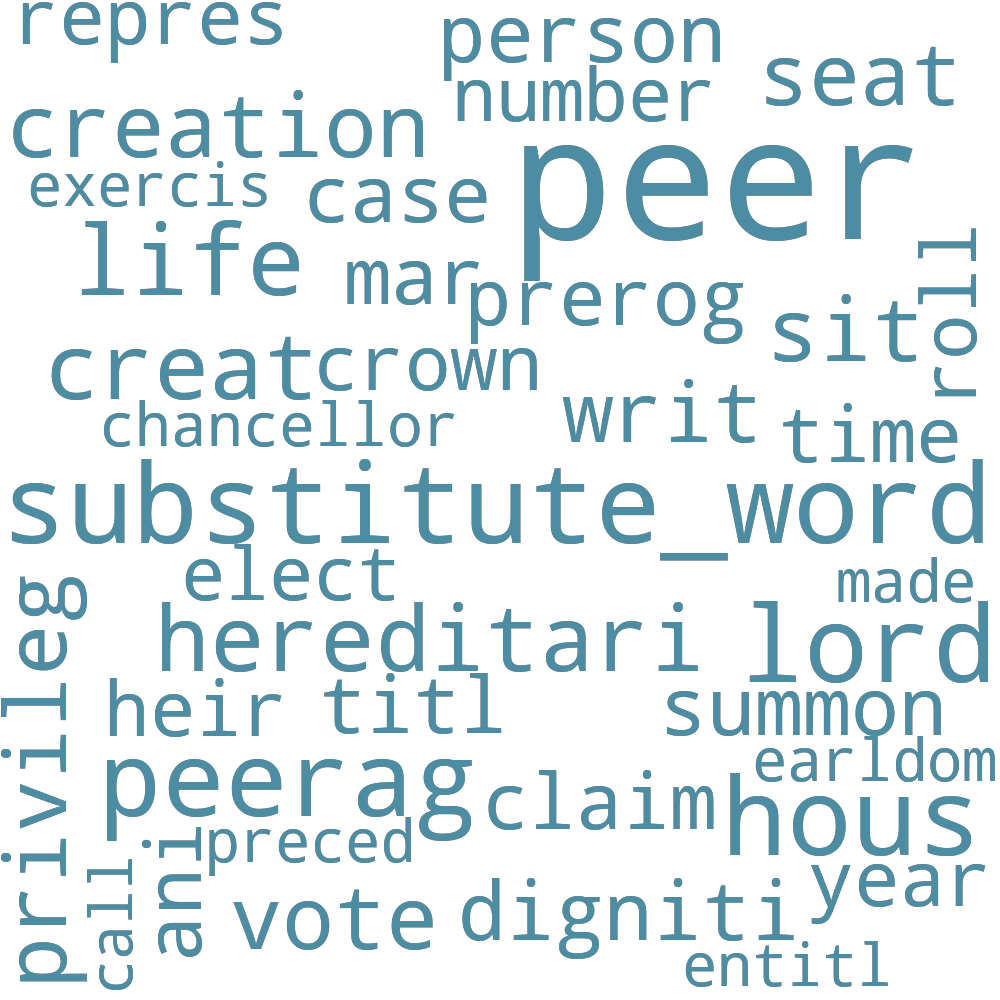 repres
person
number
seat
creation
peer
exercis
case
life
mar
prerog
roll
sit
creat
crown
writ
time
chancellor
substitute_word
elect
made
privileg
hereditari
lord
heir
titl
summon
earldom
peerag
claim
hous
preced
ani
call
year
vote
digniti
entitl